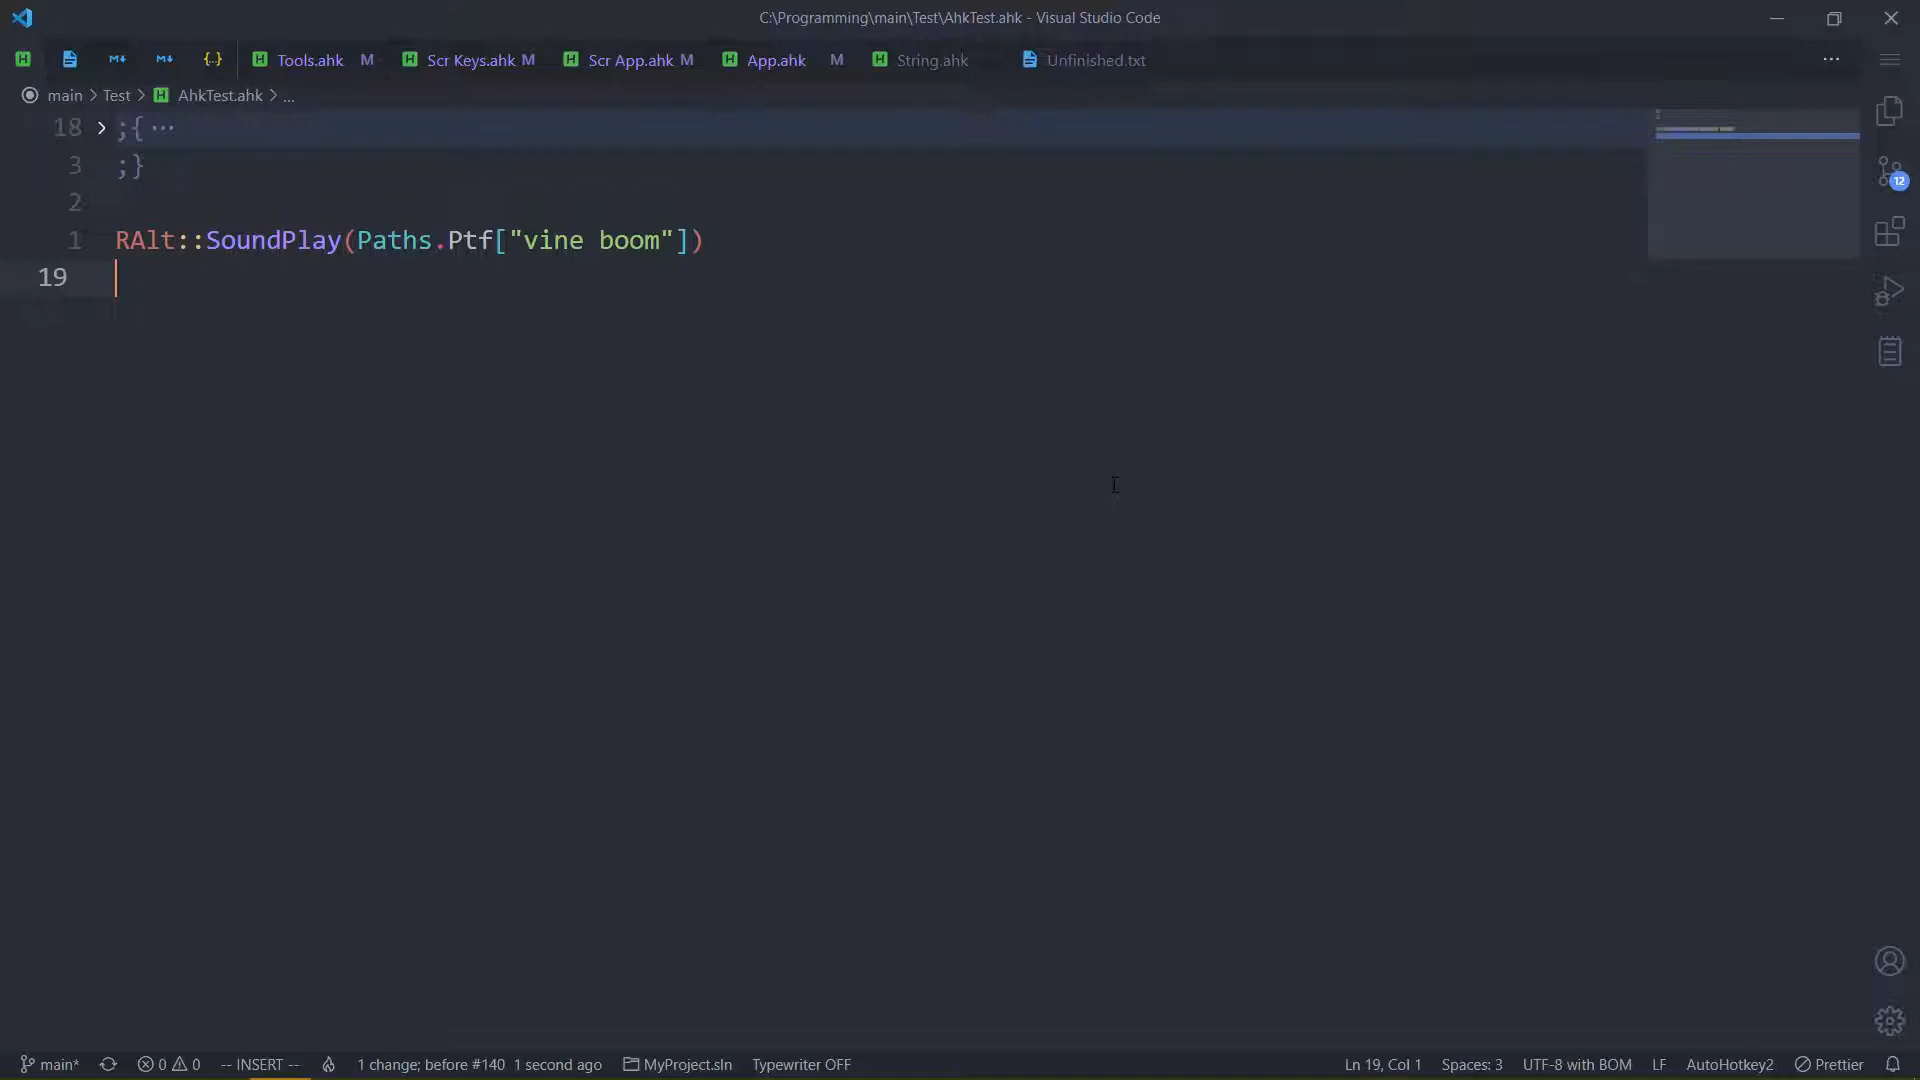 C:\Programming\main\Test\AhkTest.ahk - Visual Studio Code
Tools.ahk M Scr Keys.ahk M Scr App.ahk M App.ahk M String.ahk Unfinished.txt ...
main > Test > AhkTest.ahk > ...
18 > ;{ ...
3 ;}
2
1 RAlt::SoundPlay(Paths.Ptf["vine boom"])
19
12
main* 0 0 -- INSERT -- 1 change; before #140 1 second ago MyProject.sln Typewriter OFF Ln 19, Col 1 Spaces: 3 UTF-8 with BOM LF AutoHotkey2 Prettier